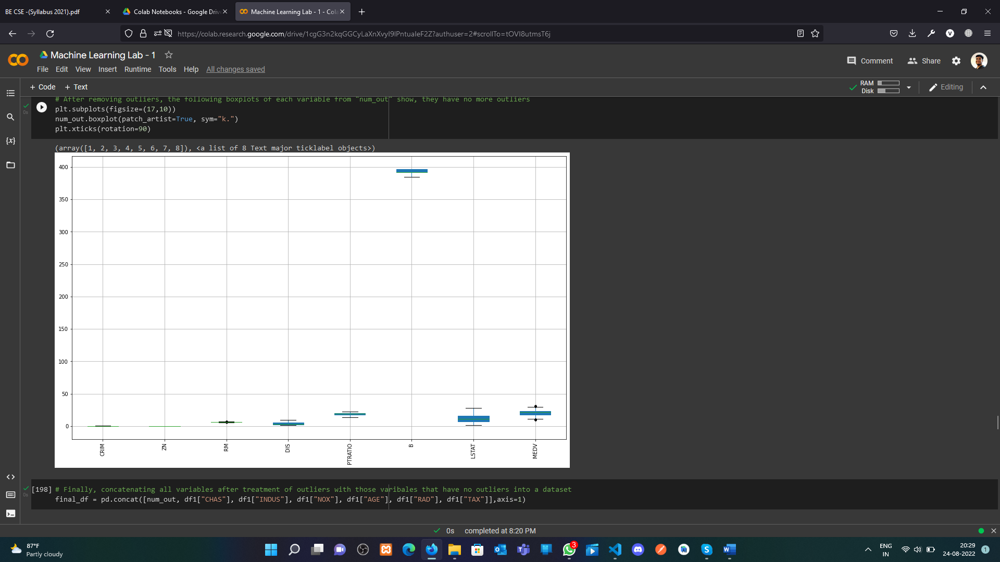 BE CSE -(Syllabus 2021).pdf
Colab Notebooks - Google Driv
Machine Learning Lab - 1 - Cola
https://colab.research.google.com/drive/1cgG3n2kqGGCyLaXnXvyI9lPntuaIeF2Z?authuser=2#scrollTo=tOVI8utmsT6j
V
Machine Learning Lab - 1
File Edit View Insert Runtime Tools Help All changes saved
Comment Share
+ Code + Text
RAM
Disk
Editing
# After removing outliers, the following boxplots of each variable from "num_out" show, they have no more outliers
0s
plt.subplots(figsize=(17,10))
num_out.boxplot(patch_artist=True, sym="k.")
plt.xticks(rotation=90)
{x}
(array([1, 2, 3, 4, 5, 6, 7, 8]), <a list of 8 Text major ticklabel objects>)
400
350
300
250
200
150
100
50
0
CRIM ZN RM DIS PTRATIO B LSTAT MEDV
[198] # Finally, concatenating all variables after treatment of outliers with those varibales that have no outliers into a dataset
0s
final_df = pd.concat([num_out, df1["CHAS"], df1["INDUS"], df1["NOX"], df1["AGE"], df1["RAD"], df1["TAX"]],axis=1)
0s completed at 8:20 PM
87°F
Partly cloudy
3
ENG
IN
20:29
24-08-2022
1